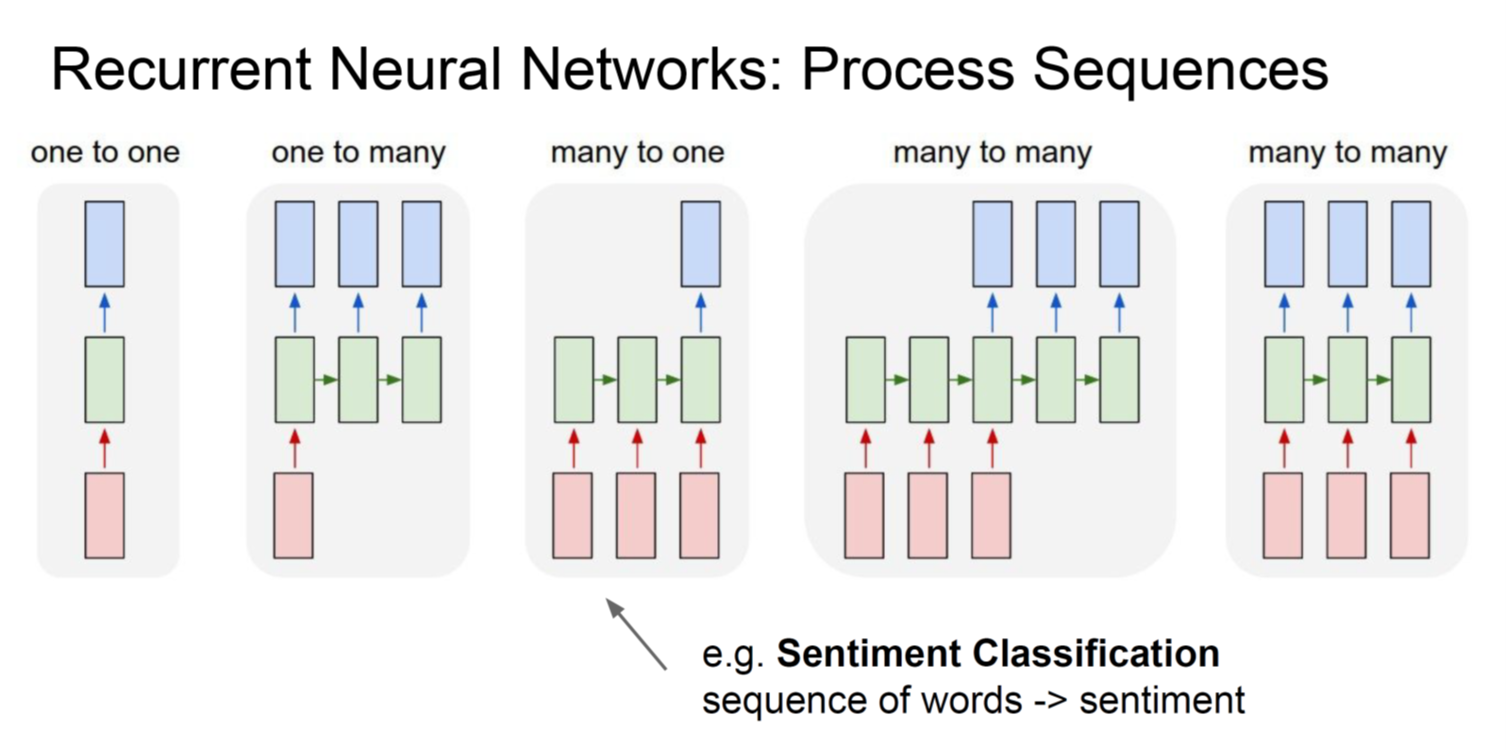 Recurrent Neural Networks: Process Sequences
one to one
one to many
many to one
many to many
many to many
e.g. Sentiment Classification
sequence of words -> sentiment